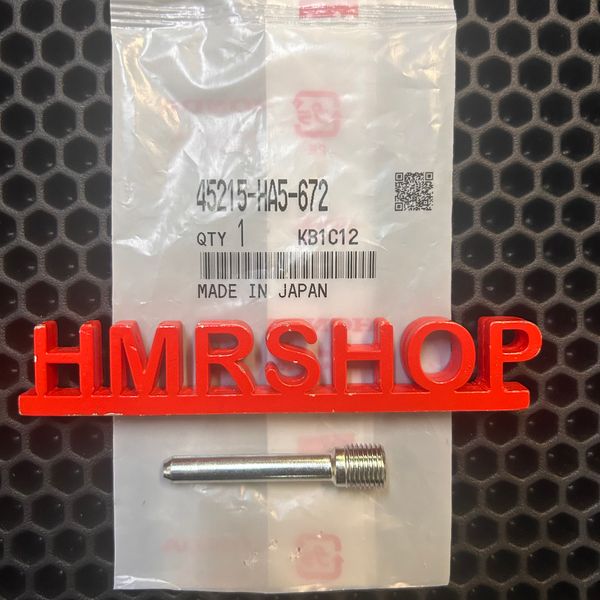 45215-HA5-672
QTY 1 KB1C12
MADE IN JAPAN
HMRSHOP